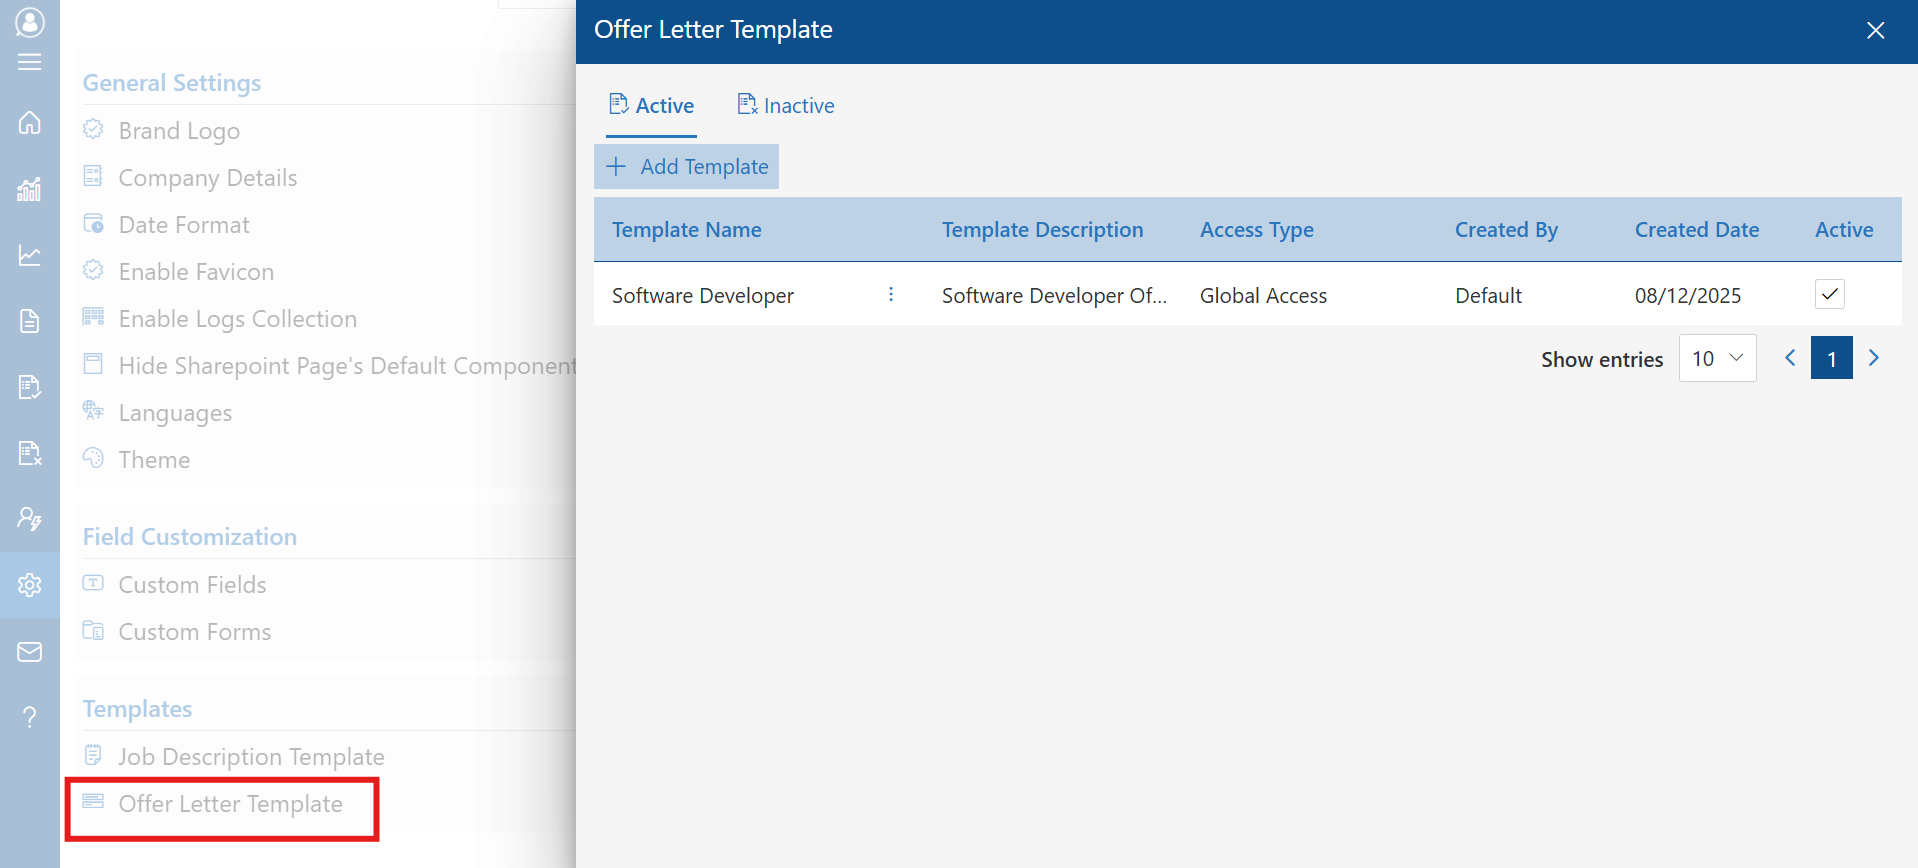 General Settings
Brand Logo
Company Details
Date Format
Enable Favicon
Enable Logs Collection
Hide Sharepoint Page's Default Component
Languages
Theme
Field Customization
Custom Fields
Custom Forms
Templates
Job Description Template
Offer Letter Template
Offer Letter Template
Active Inactive
Add Template
Template Name Template Description Access Type Created By Created Date Active
Software Developer Software Developer Of... Global Access Default 08/12/2025
Show entries 10 1